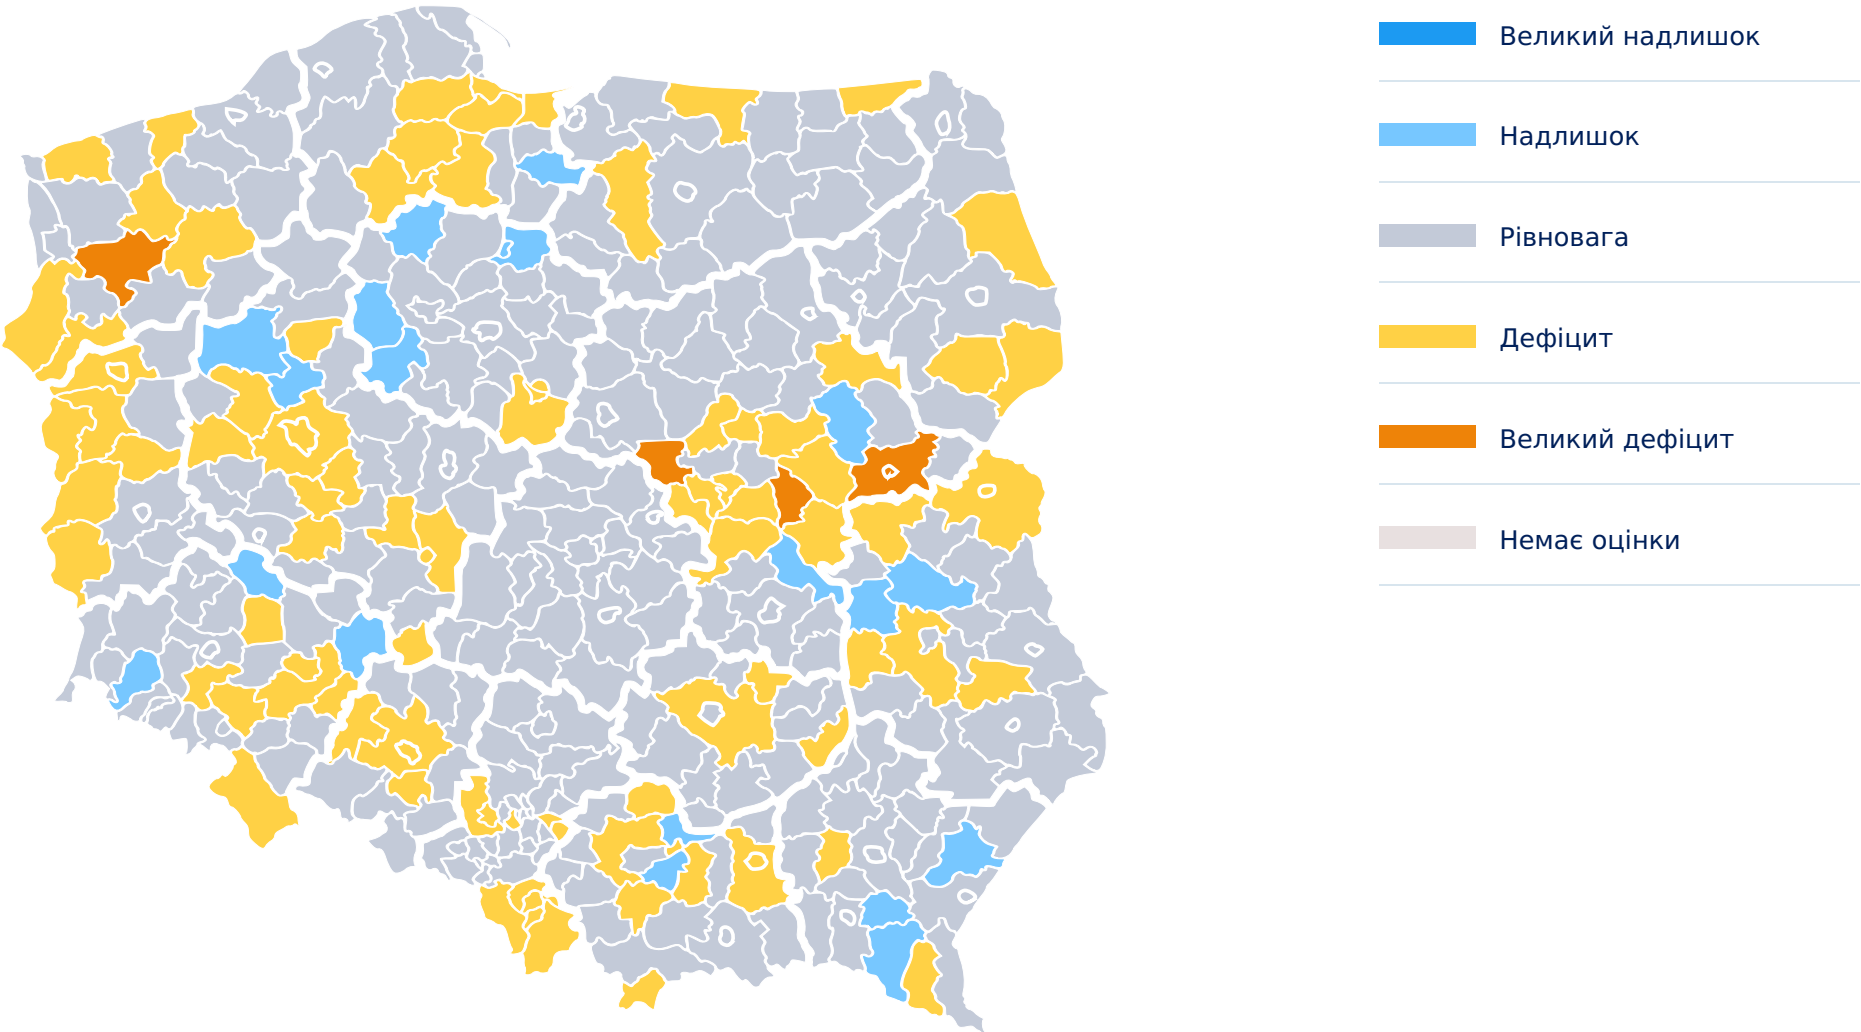 Великий надлишок
Надлишок
Рівновага
Дефіцит
Великий дефіцит
Немає оцінки